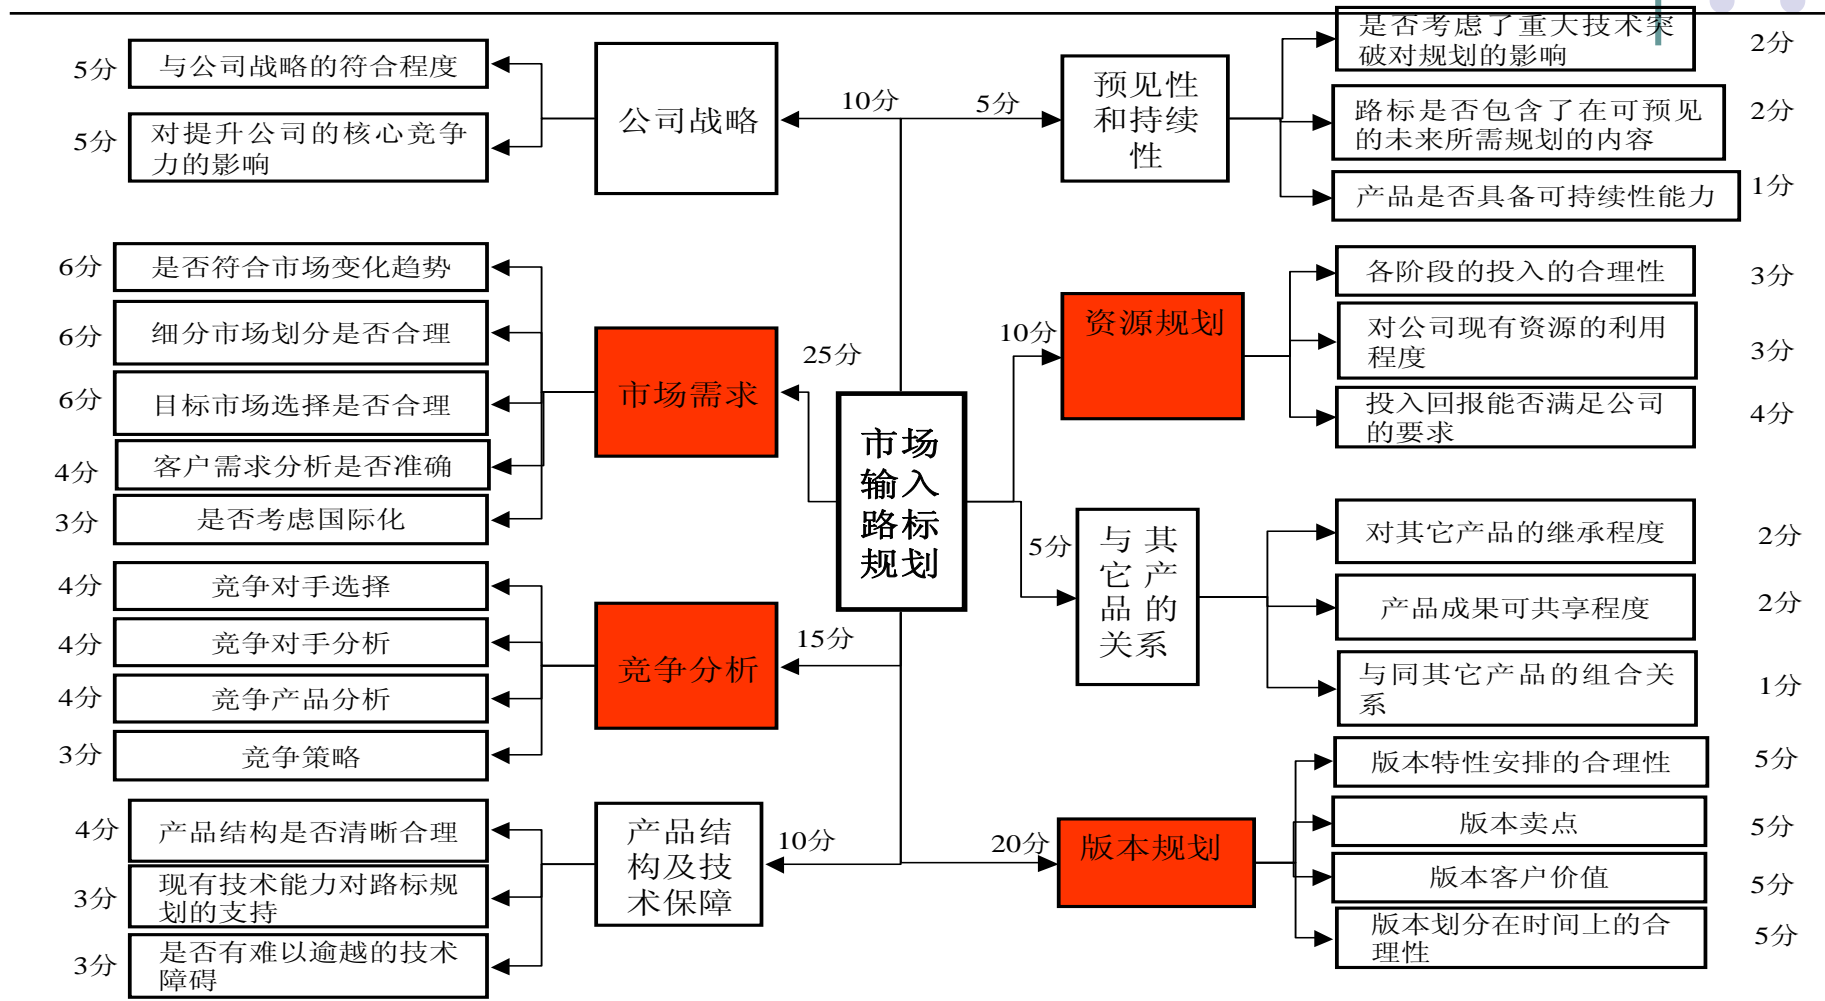 5分
与公司战略的符合程度
5分
对提升公司的核心竞争
力的影响
公司战略
10分
6分
是否符合市场变化趋势
6分
细分市场划分是否合理
6分
目标市场选择是否合理
4分
客户需求分析是否准确
3分
是否考虑国际化
市场需求
25分
4分
竞争对手选择
4分
竞争对手分析
4分
竞争产品分析
3分
竞争策略
竞争分析
15分
4分
产品结构是否清晰合理
3分
现有技术能力对路标规
划的支持
3分
是否有难以逾越的技术
障碍
产品结
构及技
术保障
10分
市场
输入
路标
规划
5分
预见性
和持续
性
是否考虑了重大技术突
破对规划的影响
2分
路标是否包含了在可预见
的未来所需规划的内容
2分
产品是否具备可持续性能力
1分
10分
资源规划
各阶段的投入的合理性
3分
对公司现有资源的利用
程度
3分
投入回报能否满足公司
的要求
4分
5分
与其
它产
品的
关系
对其它产品的继承程度
2分
产品成果可共享程度
2分
与同其它产品的组合关
系
1分
20分
版本规划
版本特性安排的合理性
5分
版本卖点
5分
版本客户价值
5分
版本划分在时间上的合
理性
5分